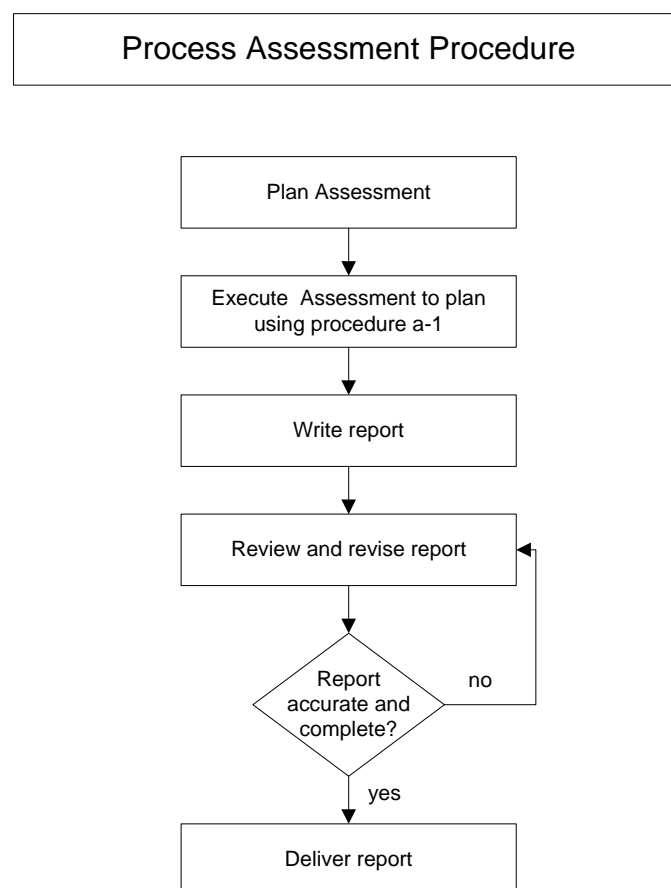 Process Assessment Procedure
Plan Assessment
Execute  Assessment to plan
using procedure a-1
Write report
Review and revise report
Report
accurate and
complete?
no
yes
Deliver report